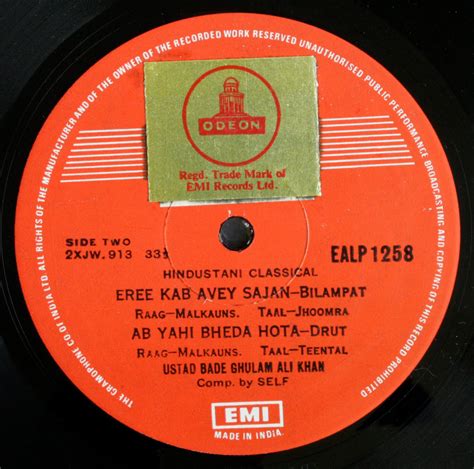 THE GRAMOPHONE CO OF INDIA LTD ALL RIGHTS OF THE MANUFACTURER AND OF THE OWNER OF THE RECORDED WORK RESERVED UNAUTHORISED PUBLIC PERFORMANCE BROADCASTING AND COPYING OF THIS RECORD PROHIBITED
ODEON
Regd. Trade Mark of
EMI Records Ltd.
SIDE TWO
2XJW. 913 33⅓
EALP 1258
HINDUSTANI CLASSICAL
EREE KAB AVEY SAJAN–BILAMPAT
RAAG–MALKAUNS. TAAL–JHOOMRA
AB YAHI BHEDA HOTA–DRUT
RAAG–MALKAUNS. TAAL–TEENTAL
USTAD BADE GHULAM ALI KHAN
Comp. by SELF
EMI
MADE IN INDIA.